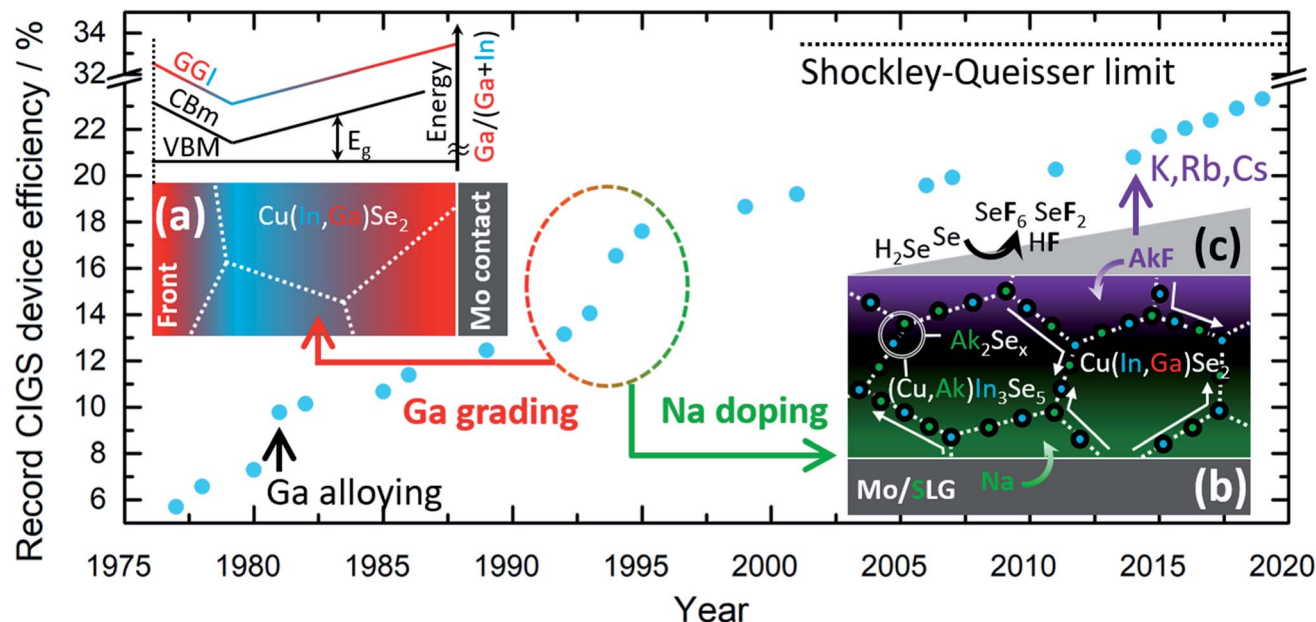 Record CIGS device efficiency / %
34
32
22
20
18
16
14
12
10
8
6
GGI
CBm
VBM
E_g
Energy
Ga/(Ga+In)
(a)
Cu(In,Ga)Se₂
Front
Mo contact
Shockley-Queisser limit
K,Rb,Cs
H₂Se Se SeF₆ SeF₂
HF
AkF
(c)
Ak₂Seₓ
Cu(In,Ga)Se₂
(Cu,Ak)In₃Se₅
Mo/SLG
Na
(b)
Ga grading
Na doping
Ga alloying
1975 1980 1985 1990 1995 2000 2005 2010 2015 2020
Year